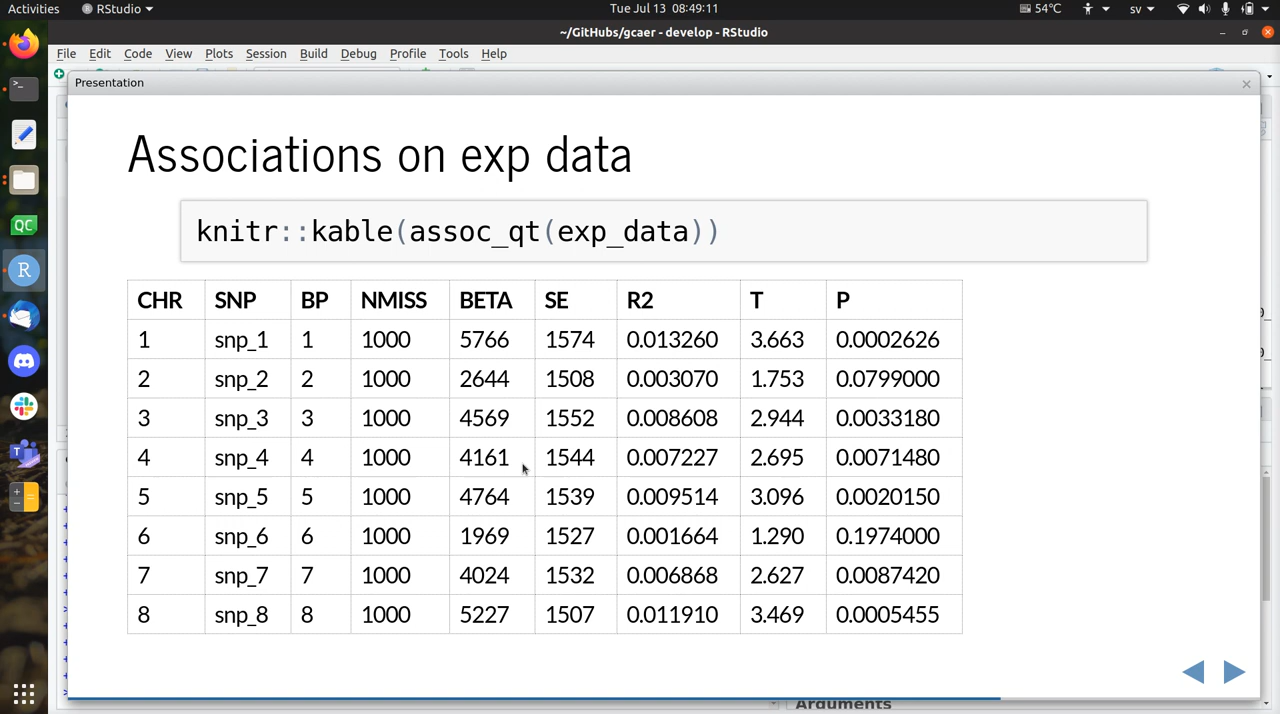 Activities RStudio Tue Jul 13 08:49:11 54°C sv
~/GitHubs/gcaer - develop - RStudio
File Edit Code View Plots Session Build Debug Profile Tools Help
Presentation
Associations on exp data
knitr::kable(assoc_qt(exp_data))
CHR SNP BP NMISS BETA SE R2 T P
1 snp_1 1 1000 5766 1574 0.013260 3.663 0.0002626
2 snp_2 2 1000 2644 1508 0.003070 1.753 0.0799000
3 snp_3 3 1000 4569 1552 0.008608 2.944 0.0033180
4 snp_4 4 1000 4161 1544 0.007227 2.695 0.0071480
5 snp_5 5 1000 4764 1539 0.009514 3.096 0.0020150
6 snp_6 6 1000 1969 1527 0.001664 1.290 0.1974000
7 snp_7 7 1000 4024 1532 0.006868 2.627 0.0087420
8 snp_8 8 1000 5227 1507 0.011910 3.469 0.0005455
QC
R
Arguments